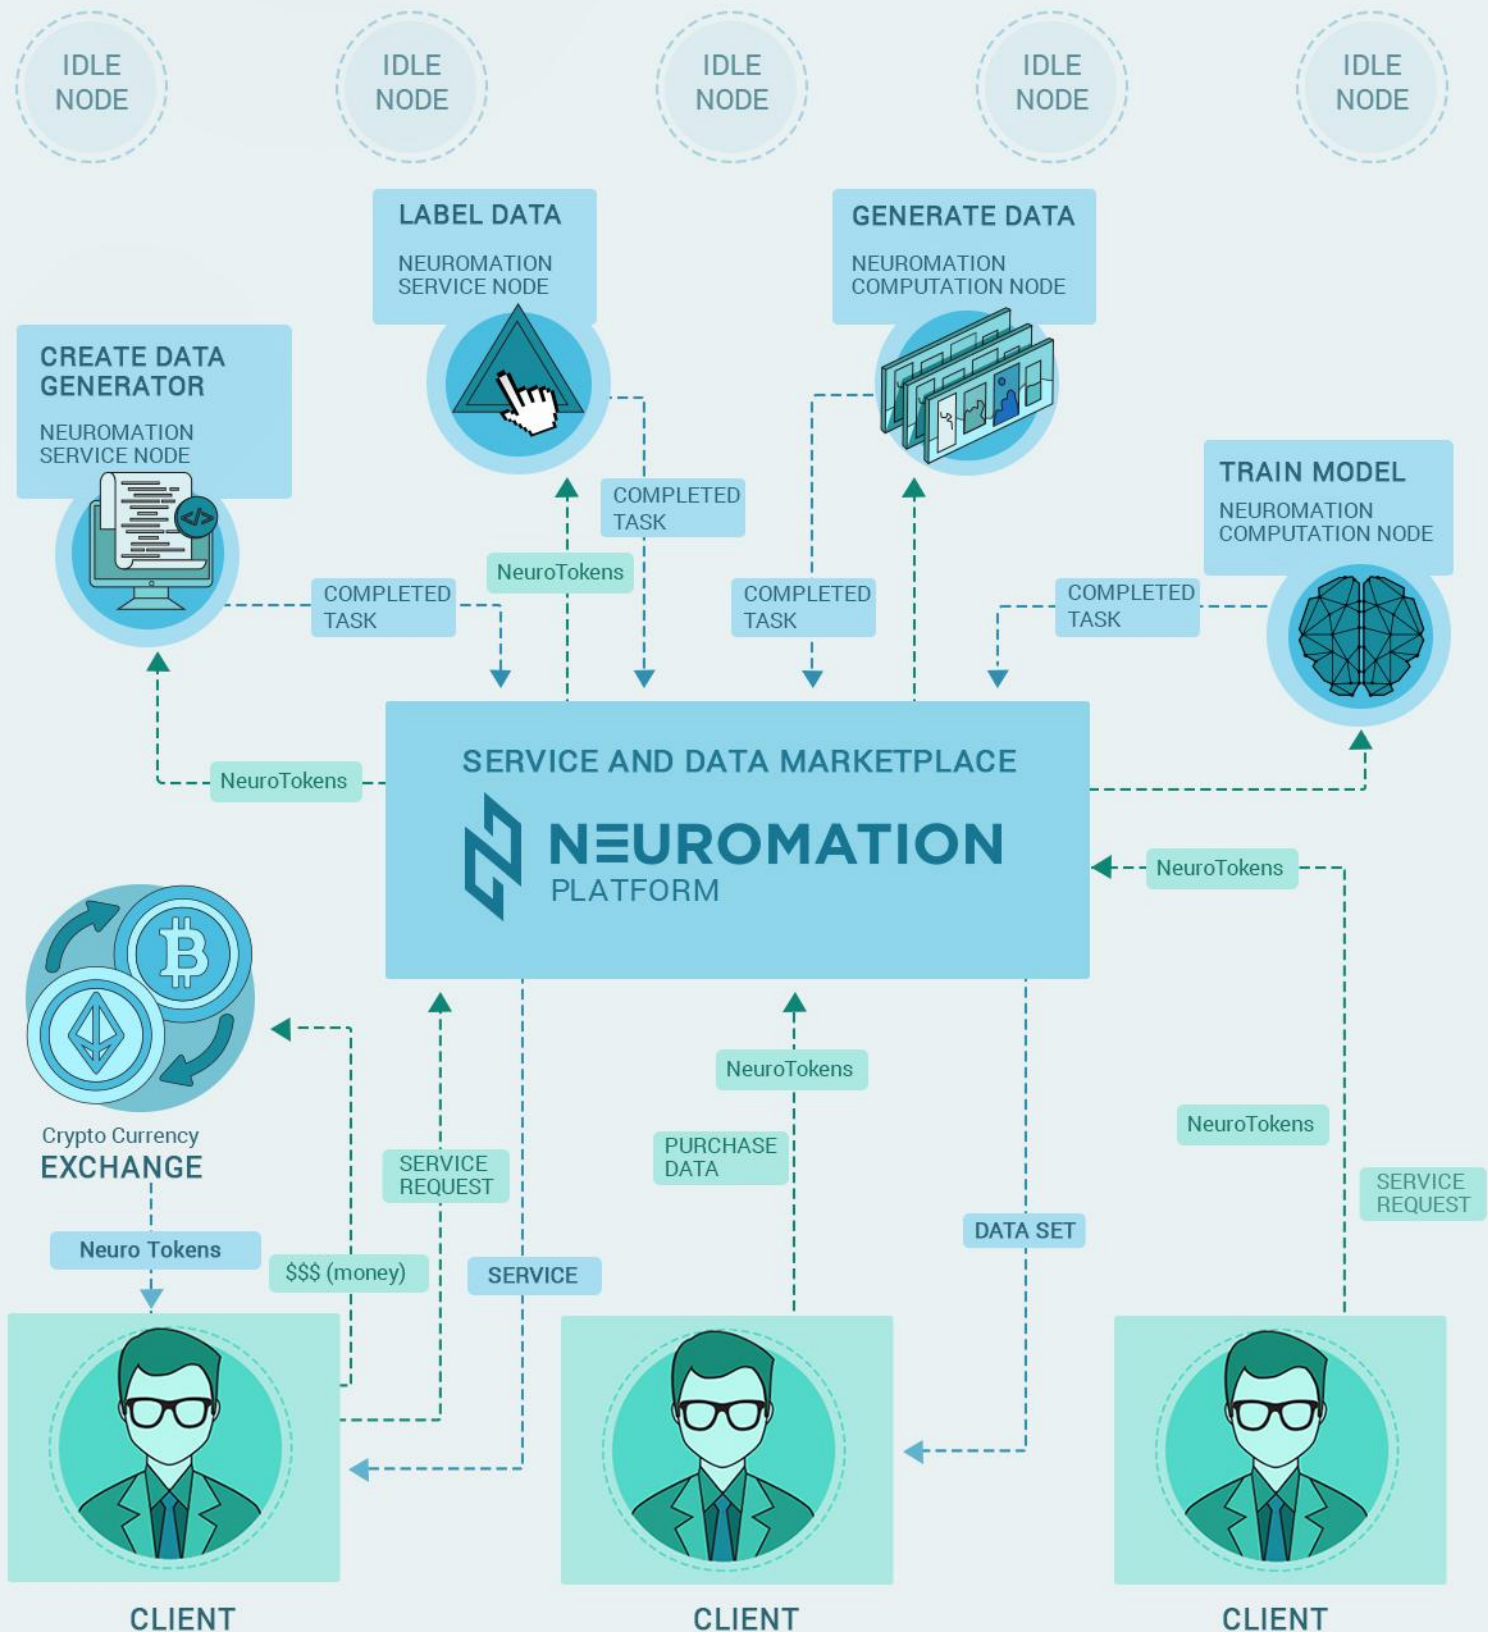 IDLE
NODE
IDLE
NODE
IDLE
NODE
IDLE
NODE
IDLE
NODE
LABEL DATA
NEUROMATION
SERVICE NODE
GENERATE DATA
NEUROMATION
COMPUTATION NODE
CREATE DATA
GENERATOR
NEUROMATION
SERVICE NODE
TRAIN MODEL
NEUROMATION
COMPUTATION NODE
COMPLETED
TASK
NeuroTokens
COMPLETED
TASK
COMPLETED
TASK
COMPLETED
TASK
NeuroTokens
SERVICE AND DATA MARKETPLACE
NEUROMATION
PLATFORM
NeuroTokens
Crypto Currency
EXCHANGE
NeuroTokens
NeuroTokens
PURCHASE
DATA
SERVICE
REQUEST
SERVICE
REQUEST
Neuro Tokens
$$$ (money)
SERVICE
DATA SET
CLIENT
CLIENT
CLIENT